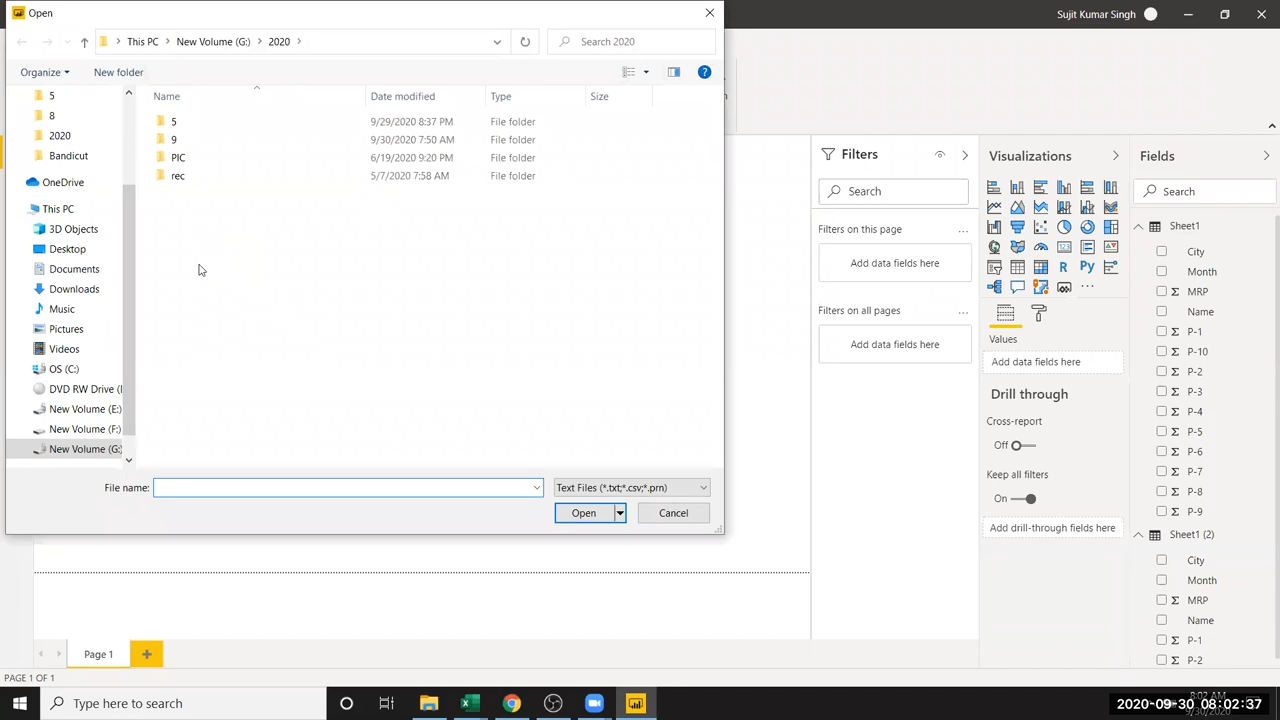 Open
Sujit Kumar Singh
This PC New Volume (G:) 2020
Search 2020
Organize New folder
Name Date modified Type Size
5 9/29/2020 8:37 PM File folder
9 9/30/2020 7:50 AM File folder
PIC 6/19/2020 9:20 PM File folder
rec 5/7/2020 7:58 AM File folder
5
8
2020
Bandicut
OneDrive
This PC
3D Objects
Desktop
Documents
Downloads
Music
Pictures
Videos
OS (C:)
DVD RW Drive (
New Volume (E:)
New Volume (F:)
New Volume (G:
File name:
Text Files (*.txt;*.csv;*.prn)
Open Cancel
Filters
Search
Filters on this page
Add data fields here
Filters on all pages
Add data fields here
Visualizations
R Py
Values
Add data fields here
Drill through
Cross-report
Off
Keep all filters
On
Add drill-through fields here
Fields
Search
Sheet1
City
Month
MRP
Name
P-1
P-10
P-2
P-3
P-4
P-5
P-6
P-7
P-8
P-9
Sheet1 (2)
City
Month
MRP
Name
P-1
P-2
Page 1
PAGE 1 OF 1
Type here to search
8:02 AM
2020-09-30 08:02:37
9/30/2020